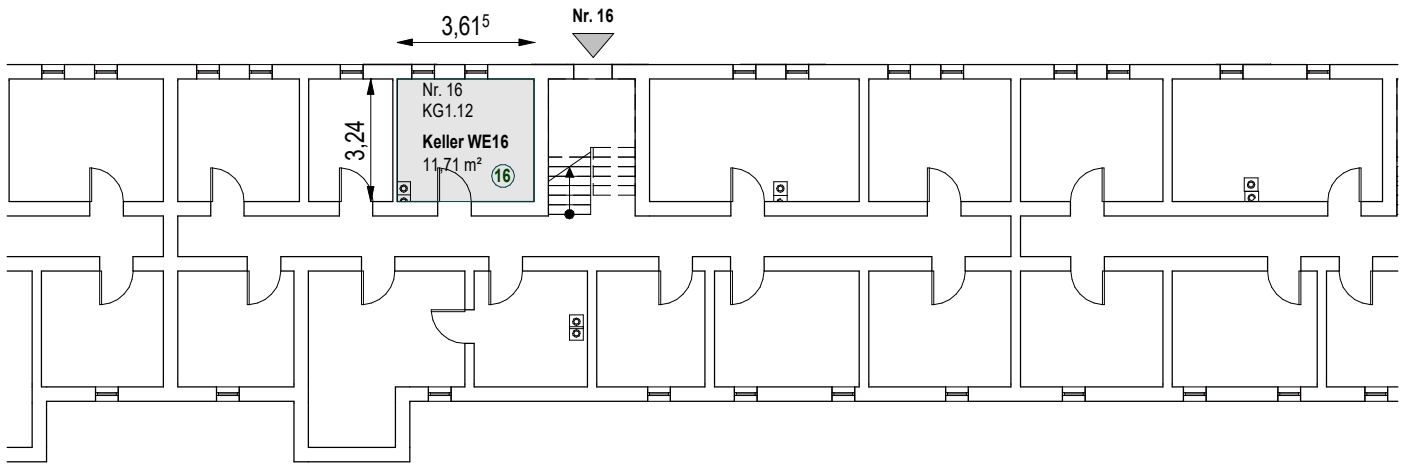 3,61⁵
Nr. 16
3,24
Nr. 16
KG1.12
Keller WE16
11,71 m²
16